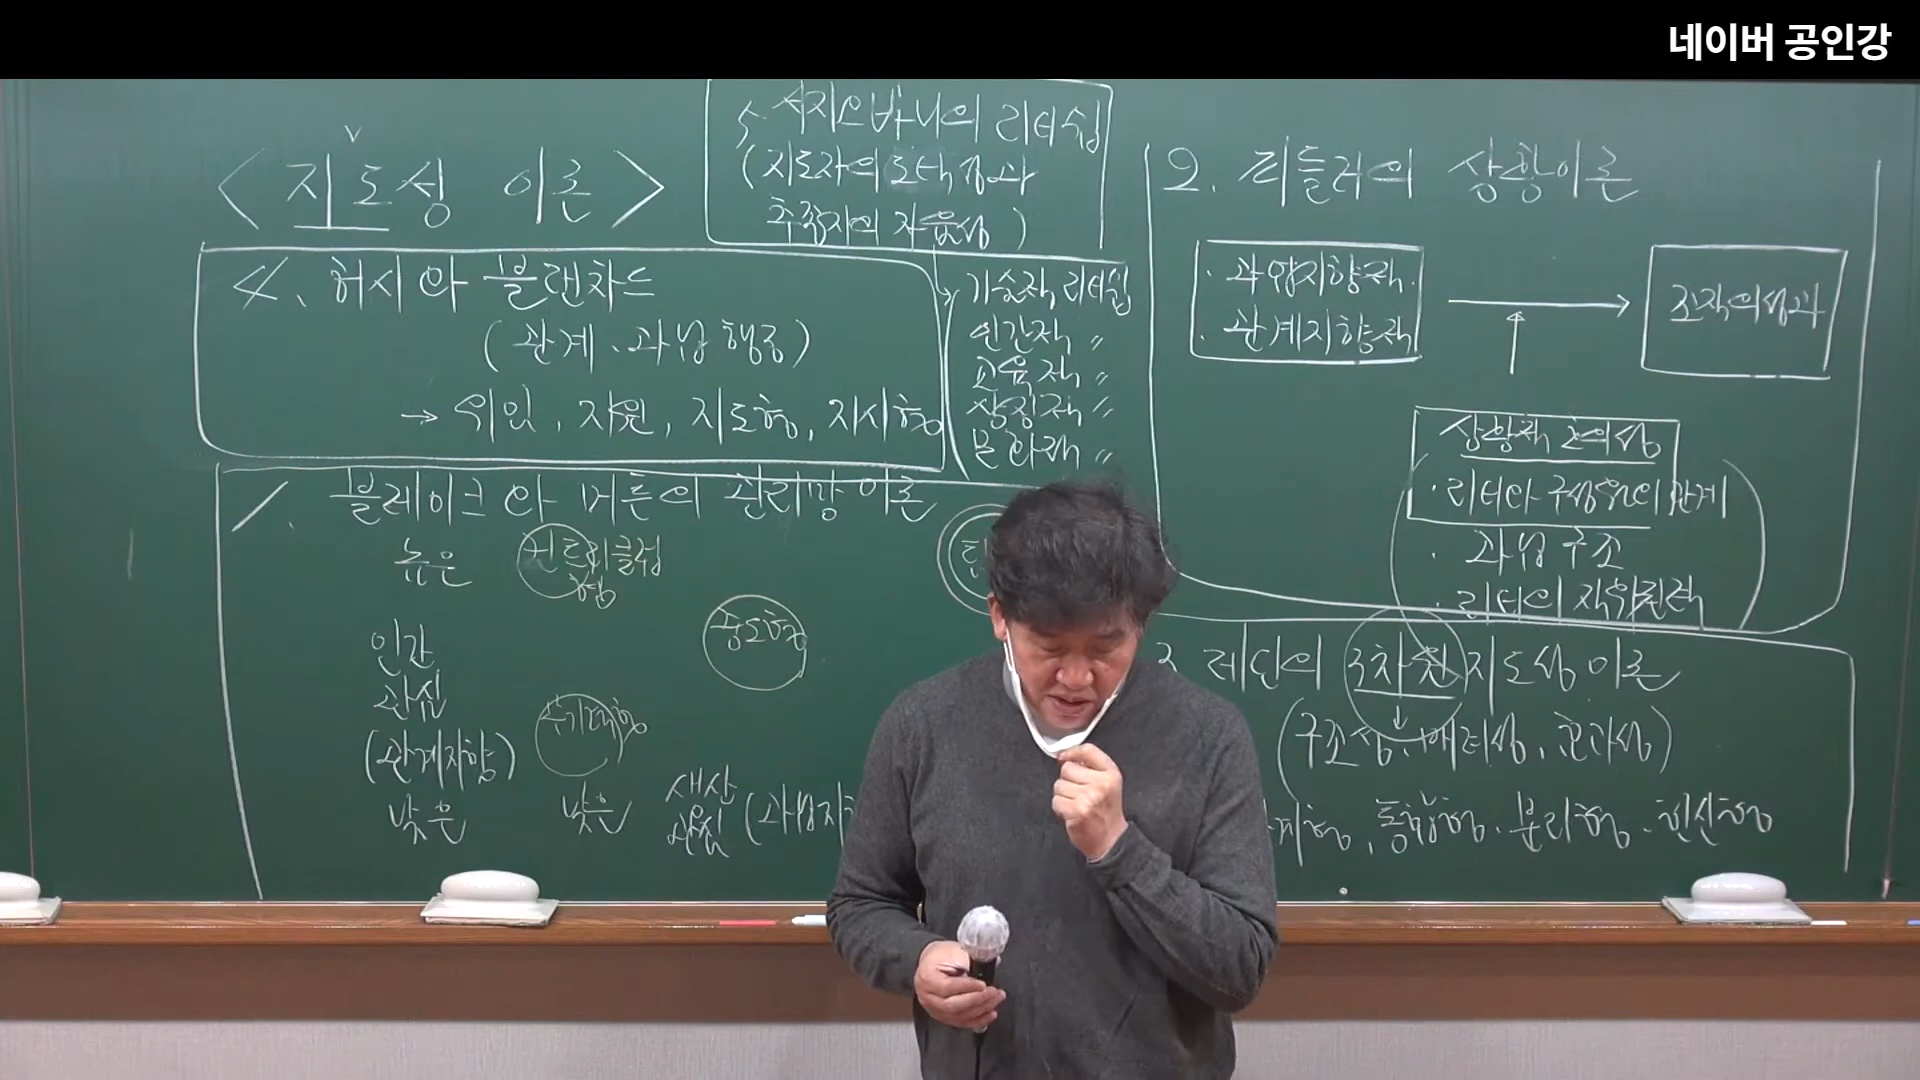 네이버 공인강
<지도성 이론>
5. 서지오바니의 리더십
(지도자의 도덕성과
추종자의 자율성)
기술적 리더십
인간적 〃
교육적 〃
상징적 〃
문화적 〃
4. 허시와 블랜차드
(관계、과업행동)
→ 위임, 지원, 지도형, 지시형
1. 블레이크와 머튼의 관리망이론
높은 컨트리클럽
형
중도형
인간
관심
(관계지향)
낮은 낮은
생산
관심 (과업지
2. 피들러의 상황이론
· 과업지향적
· 관계지향적
조직의성과
상황적
· 리더와 구성원의 관계
· 과업구조
· 리더의 지위권력
3. 레딘의 3차원 지도성이론
(구조성, 배려성, 효과성)
통합형. 분리형. 헌신형